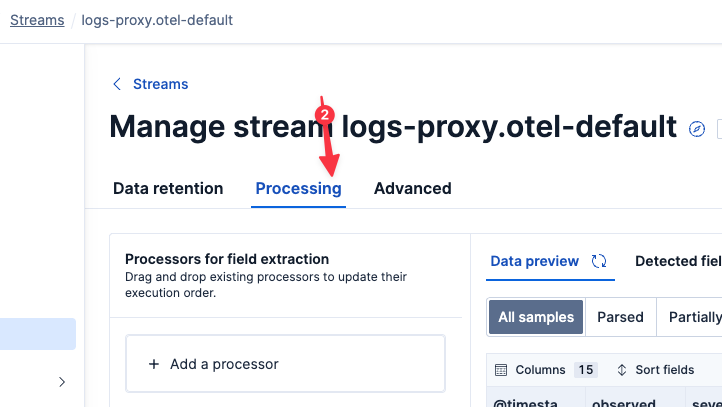 Streams / logs-proxy.otel-default
Streams
2
Manage stream logs-proxy.otel-default
Data retention Processing Advanced
Processors for field extraction
Drag and drop existing processors to update their
execution order.
+ Add a processor
Data preview Detected fiel
All samples Parsed Partially
Columns 15 Sort fields
@timesta observed seve